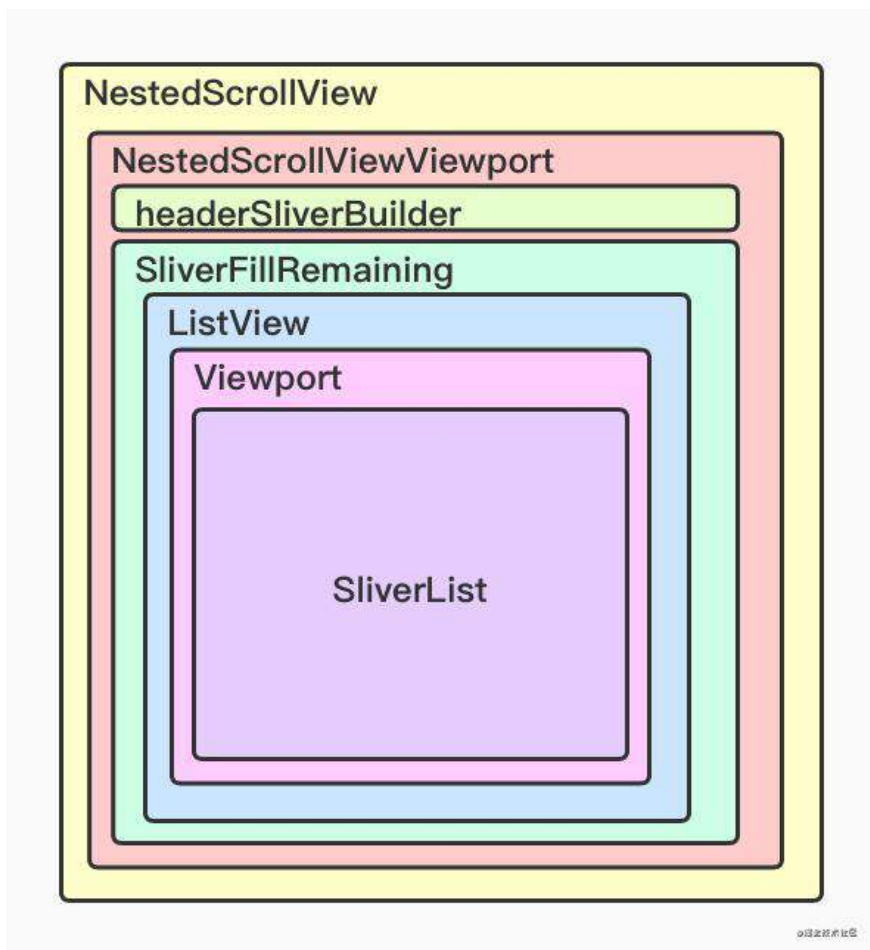 NestedScrollView
NestedScrollViewViewport
headerSliverBuilder
SliverFillRemaining
ListView
Viewport
SliverList